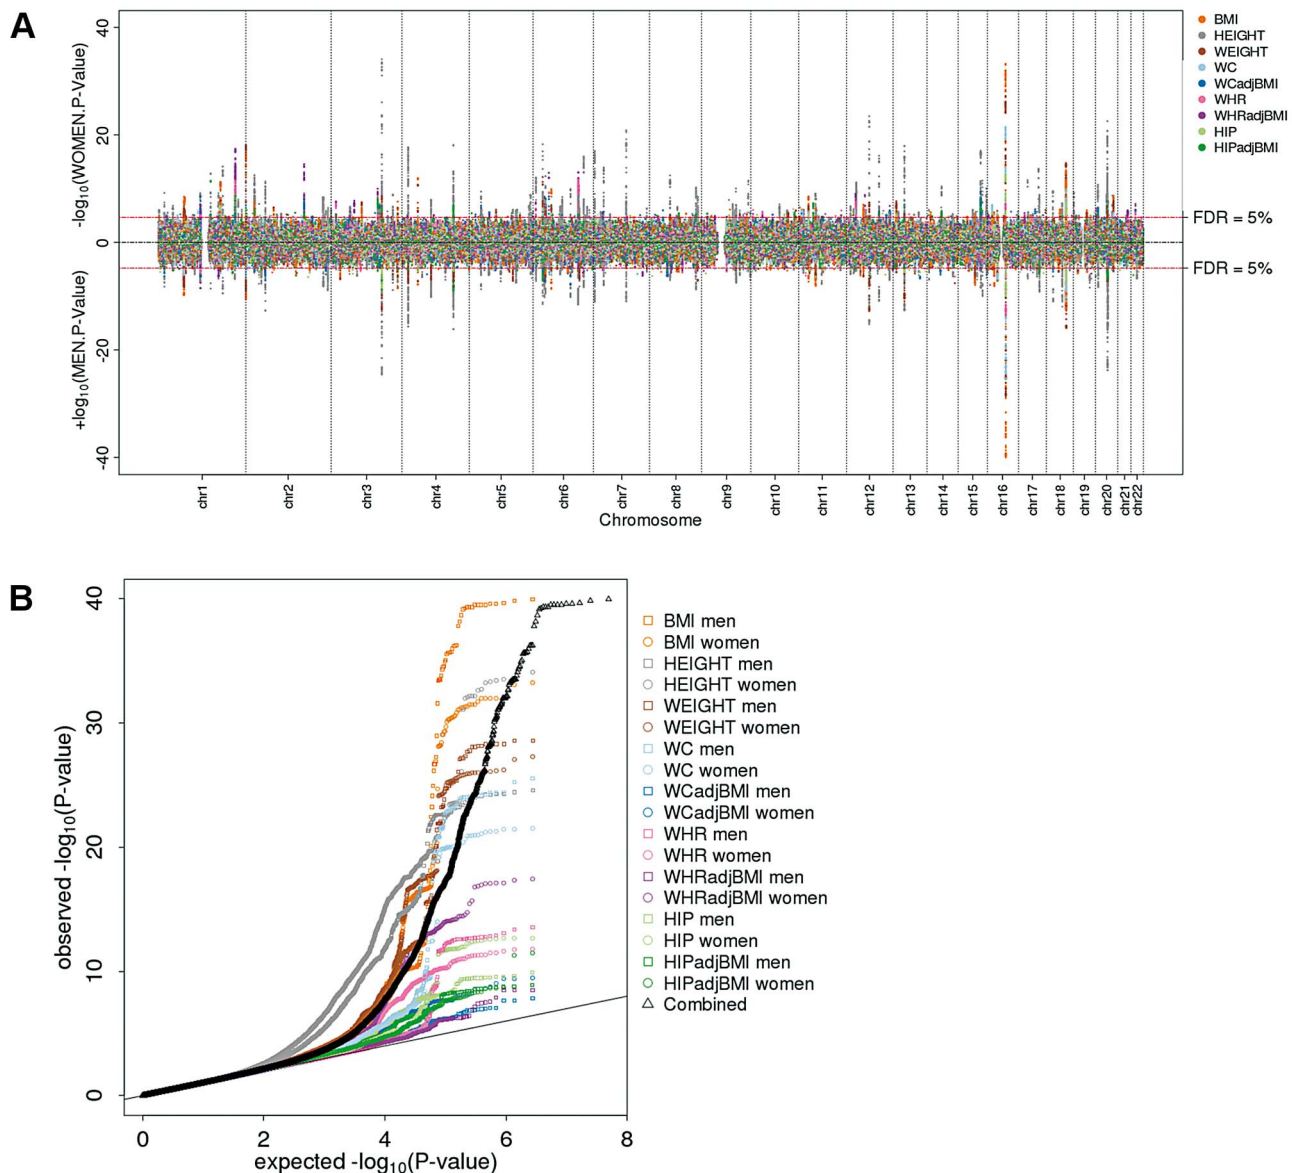 A
-log10(WOMEN.P-Value)
+log10(MEN.P-Value)
40
20
0
-20
-40
FDR = 5%
FDR = 5%
BMI
HEIGHT
WEIGHT
WC
WCadjBMI
WHR
WHRadjBMI
HIP
HIPadjBMI
chr1 chr2 chr3 chr4 chr5 chr6 chr7 chr8 chr9 chr10 chr11 chr12 chr13 chr14 chr15 chr16 chr17 chr18 chr19 chr20 chr21 chr22
Chromosome
B
observed -log10(P-value)
40
30
20
10
0
0 2 4 6 8
expected -log10(P-value)
BMI men
BMI women
HEIGHT men
HEIGHT women
WEIGHT men
WEIGHT women
WC men
WC women
WCadjBMI men
WCadjBMI women
WHR men
WHR women
WHRadjBMI men
WHRadjBMI women
HIP men
HIP women
HIPadjBMI men
HIPadjBMI women
Combined